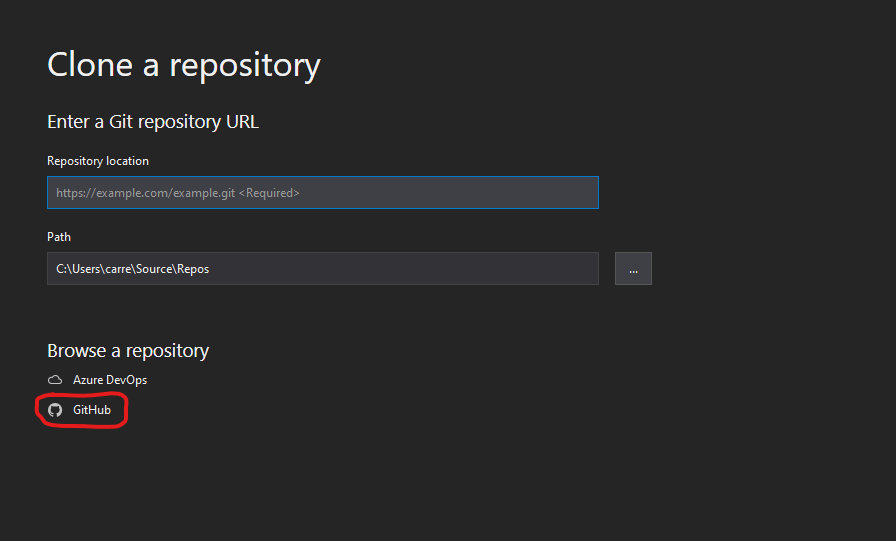 Clone a repository
Enter a Git repository URL
Repository location
https://example.com/example.git <Required>
Path
C:\Users\carre\Source\Repos
...
Browse a repository
Azure DevOps
GitHub